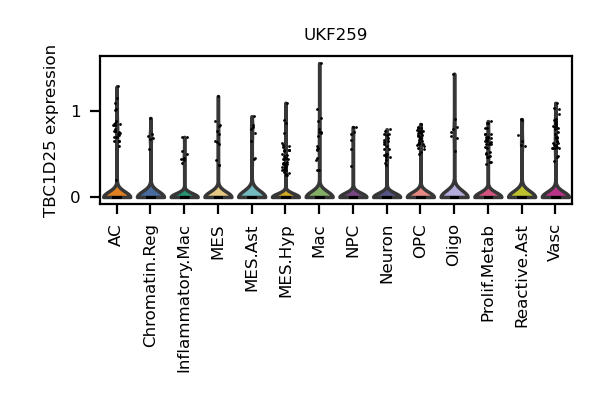 UKF259
TBC1D25 expression
1
0
AC
Chromatin.Reg
Inflammatory.Mac
MES
MES.Ast
MES.Hyp
Mac
NPC
Neuron
OPC
Oligo
Prolif.Metab
Reactive.Ast
Vasc